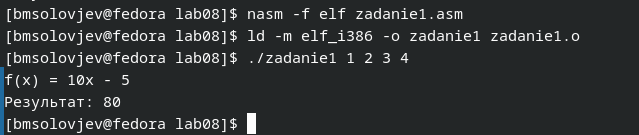 [bmsolovjev@fedora lab08]$ nasm -f elf zadanie1.asm
[bmsolovjev@fedora lab08]$ ld -m elf_i386 -o zadanie1 zadanie1.o
[bmsolovjev@fedora lab08]$ ./zadanie1 1 2 3 4
f(x) = 10x - 5
Результат: 80
[bmsolovjev@fedora lab08]$